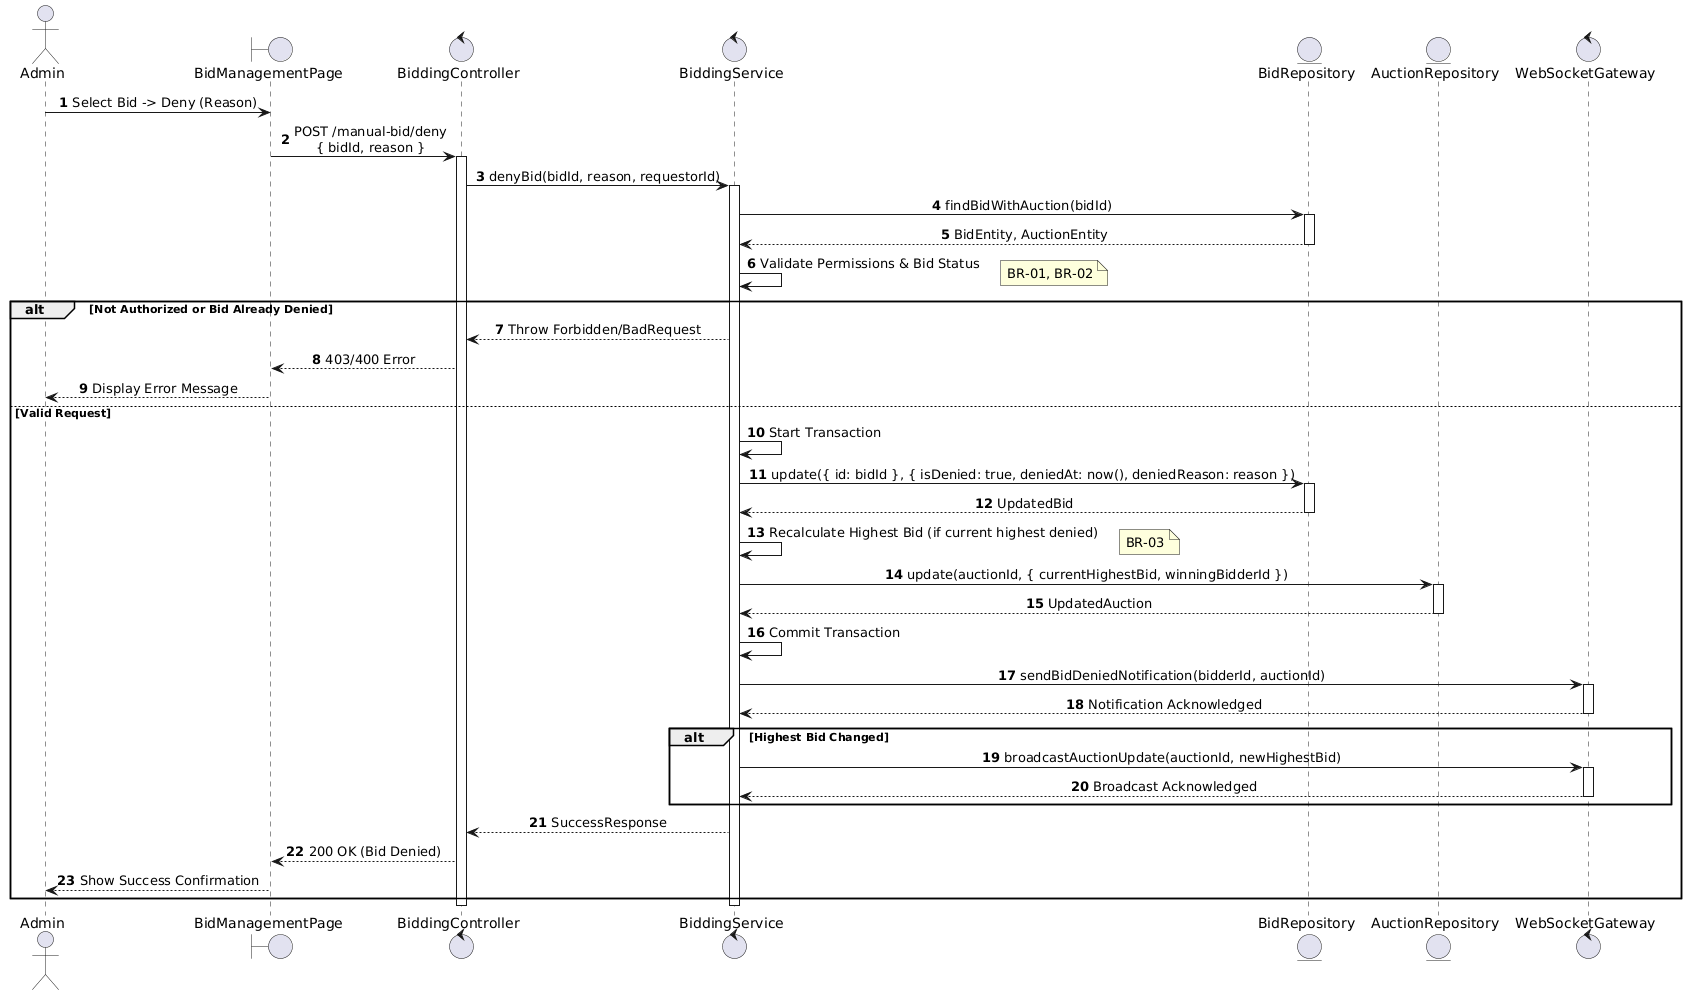 Admin
BidManagementPage
BiddingController
BiddingService
BidRepository
AuctionRepository
WebSocketGateway
1 Select Bid -> Deny (Reason)
2 POST /manual-bid/deny
{ bidId, reason }
3 denyBid(bidId, reason, requestorId)
4 findBidWithAuction(bidId)
5 BidEntity, AuctionEntity
6 Validate Permissions & Bid Status
BR-01, BR-02
alt [Not Authorized or Bid Already Denied]
7 Throw Forbidden/BadRequest
8 403/400 Error
9 Display Error Message
[Valid Request]
10 Start Transaction
11 update({ id: bidId }, { isDenied: true, deniedAt: now(), deniedReason: reason })
12 UpdatedBid
13 Recalculate Highest Bid (if current highest denied)
BR-03
14 update(auctionId, { currentHighestBid, winningBidderId })
15 UpdatedAuction
16 Commit Transaction
17 sendBidDeniedNotification(bidderId, auctionId)
18 Notification Acknowledged
alt [Highest Bid Changed]
19 broadcastAuctionUpdate(auctionId, newHighestBid)
20 Broadcast Acknowledged
21 SuccessResponse
22 200 OK (Bid Denied)
23 Show Success Confirmation
Admin
BidManagementPage
BiddingController
BiddingService
BidRepository
AuctionRepository
WebSocketGateway